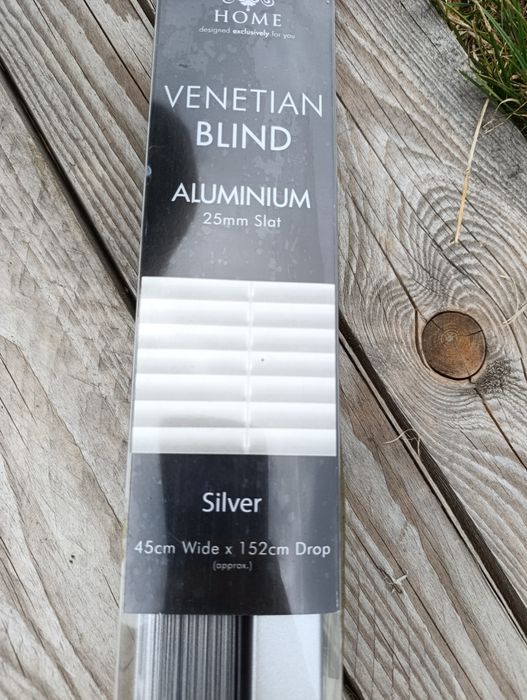 HOME
designed exclusively for you
VENETIAN
BLIND
ALUMINIUM
25mm Slat
Silver
45cm Wide x 152cm Drop
(approx.)